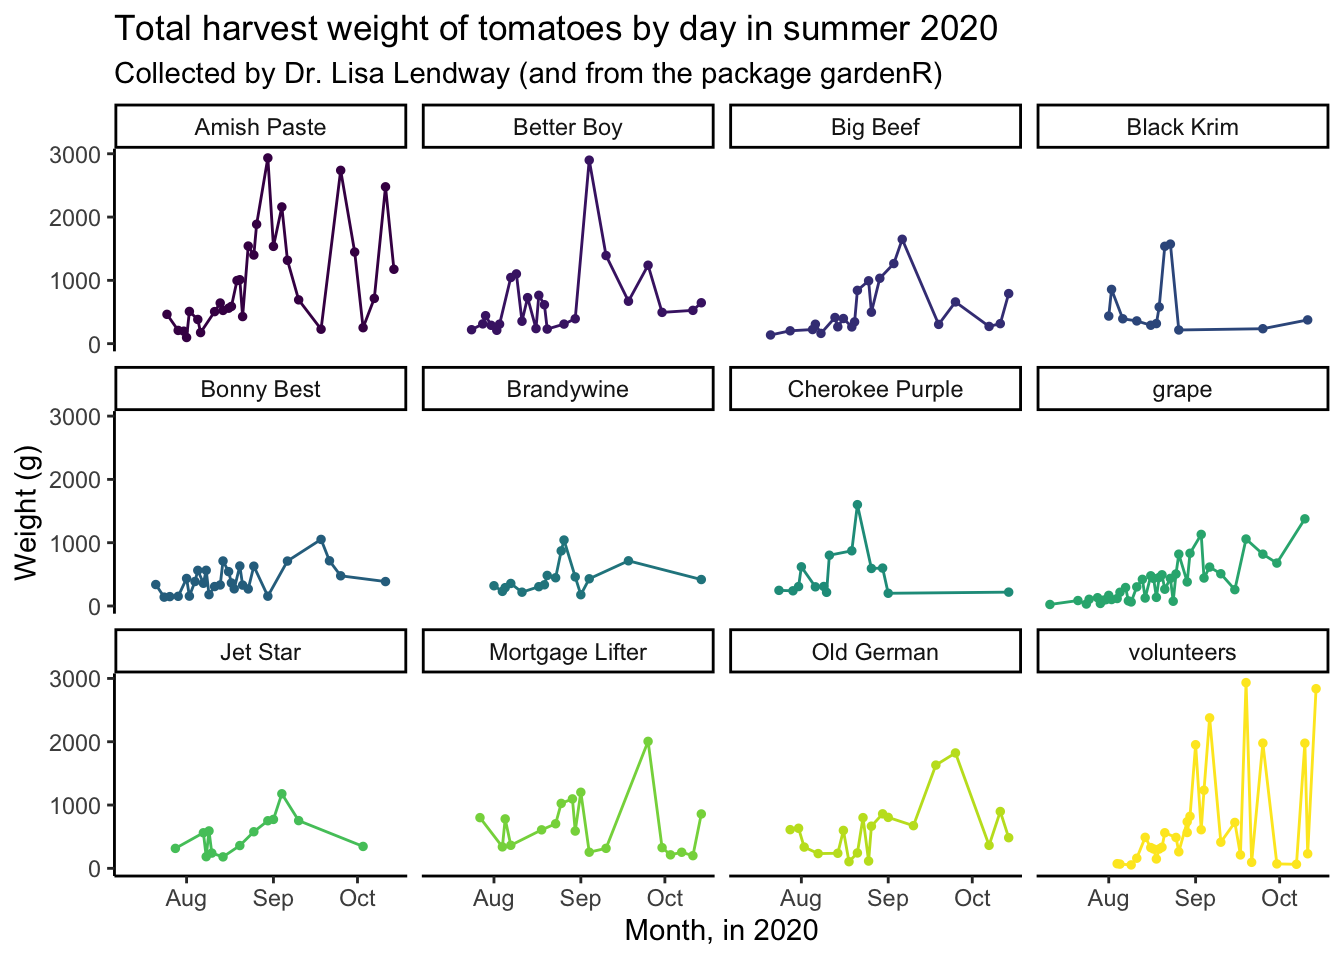 Total harvest weight of tomatoes by day in summer 2020
Collected by Dr. Lisa Lendway (and from the package gardenR)
Amish Paste
Better Boy
Big Beef
Black Krim
3000
2000
1000
0
Bonny Best
Brandywine
Cherokee Purple
grape
3000
2000
1000
0
Weight (g)
Jet Star
Mortgage Lifter
Old German
volunteers
3000
2000
1000
0
Aug Sep Oct
Aug Sep Oct
Aug Sep Oct
Aug Sep Oct
Month, in 2020